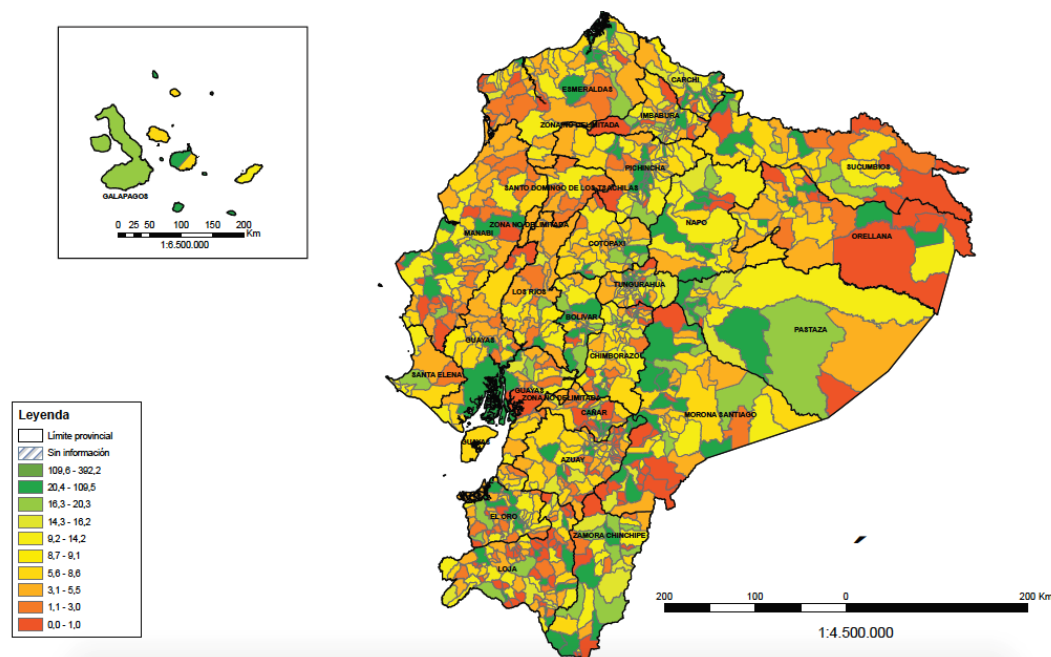 GALAPAGOS
0 25 50 100 150 200
Km
1:6.500.000
ESMERALDAS
CARCHI
IMBABURA
ZONA NO DELIMITADA
PICHINCHA
SUCUMBIOS
SANTO DOMINGO DE LOS TSACHILAS
MANABI
ZONA NO DELIMITADA
NAPO
ORELLANA
COTOPAXI
TUNGURAHUA
LOS RIOS
BOLIVAR
PASTAZA
GUAYAS
CHIMBORAZO
SANTA ELENA
GUAYAS
ZONA NO DELIMITADA
CAÑAR
MORONA SANTIAGO
GUAYAS
AZUAY
EL ORO
ZAMORA CHINCHIPE
LOJA
Leyenda
Límite provincial
Sin información
109,6 - 392,2
20,4 - 109,5
16,3 - 20,3
14,3 - 16,2
9,2 - 14,2
8,7 - 9,1
5,6 - 8,6
3,1 - 5,5
1,1 - 3,0
0,0 - 1,0
200 100 0 200 Km
1:4.500.000